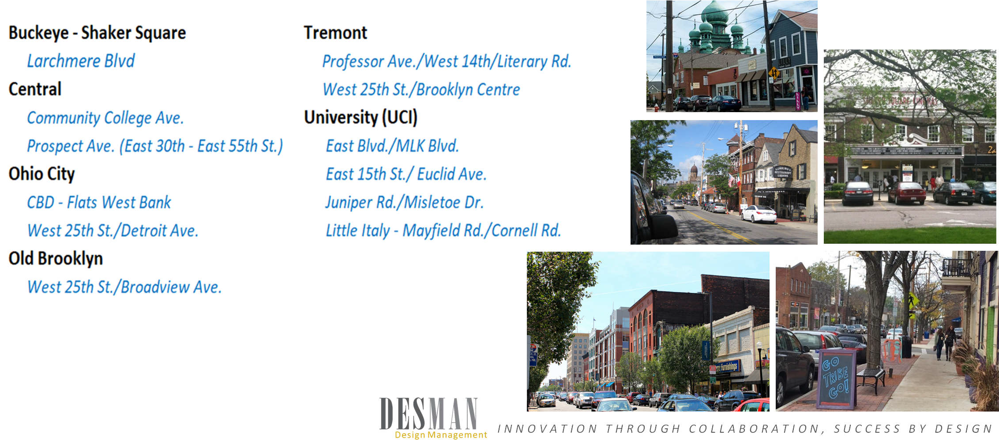 Buckeye - Shaker Square
Larchmere Blvd
Central
Community College Ave.
Prospect Ave. (East 30th - East 55th St.)
Ohio City
CBD - Flats West Bank
West 25th St./Detroit Ave.
Old Brooklyn
West 25th St./Broadview Ave.
Tremont
Professor Ave./West 14th/Literary Rd.
West 25th St./Brooklyn Centre
University (UCI)
East Blvd./MLK Blvd.
East 15th St./ Euclid Ave.
Juniper Rd./Misletoe Dr.
Little Italy - Mayfield Rd./Cornell Rd.
PROFESSOR
LILLY
SQUARE
GUARINO'S
RESTAURANT
LIQUORS
Furnishings
GO
TRIBE
GO!
DESMAN
Design Management
INNOVATION THROUGH COLLABORATION, SUCCESS BY DESIGN